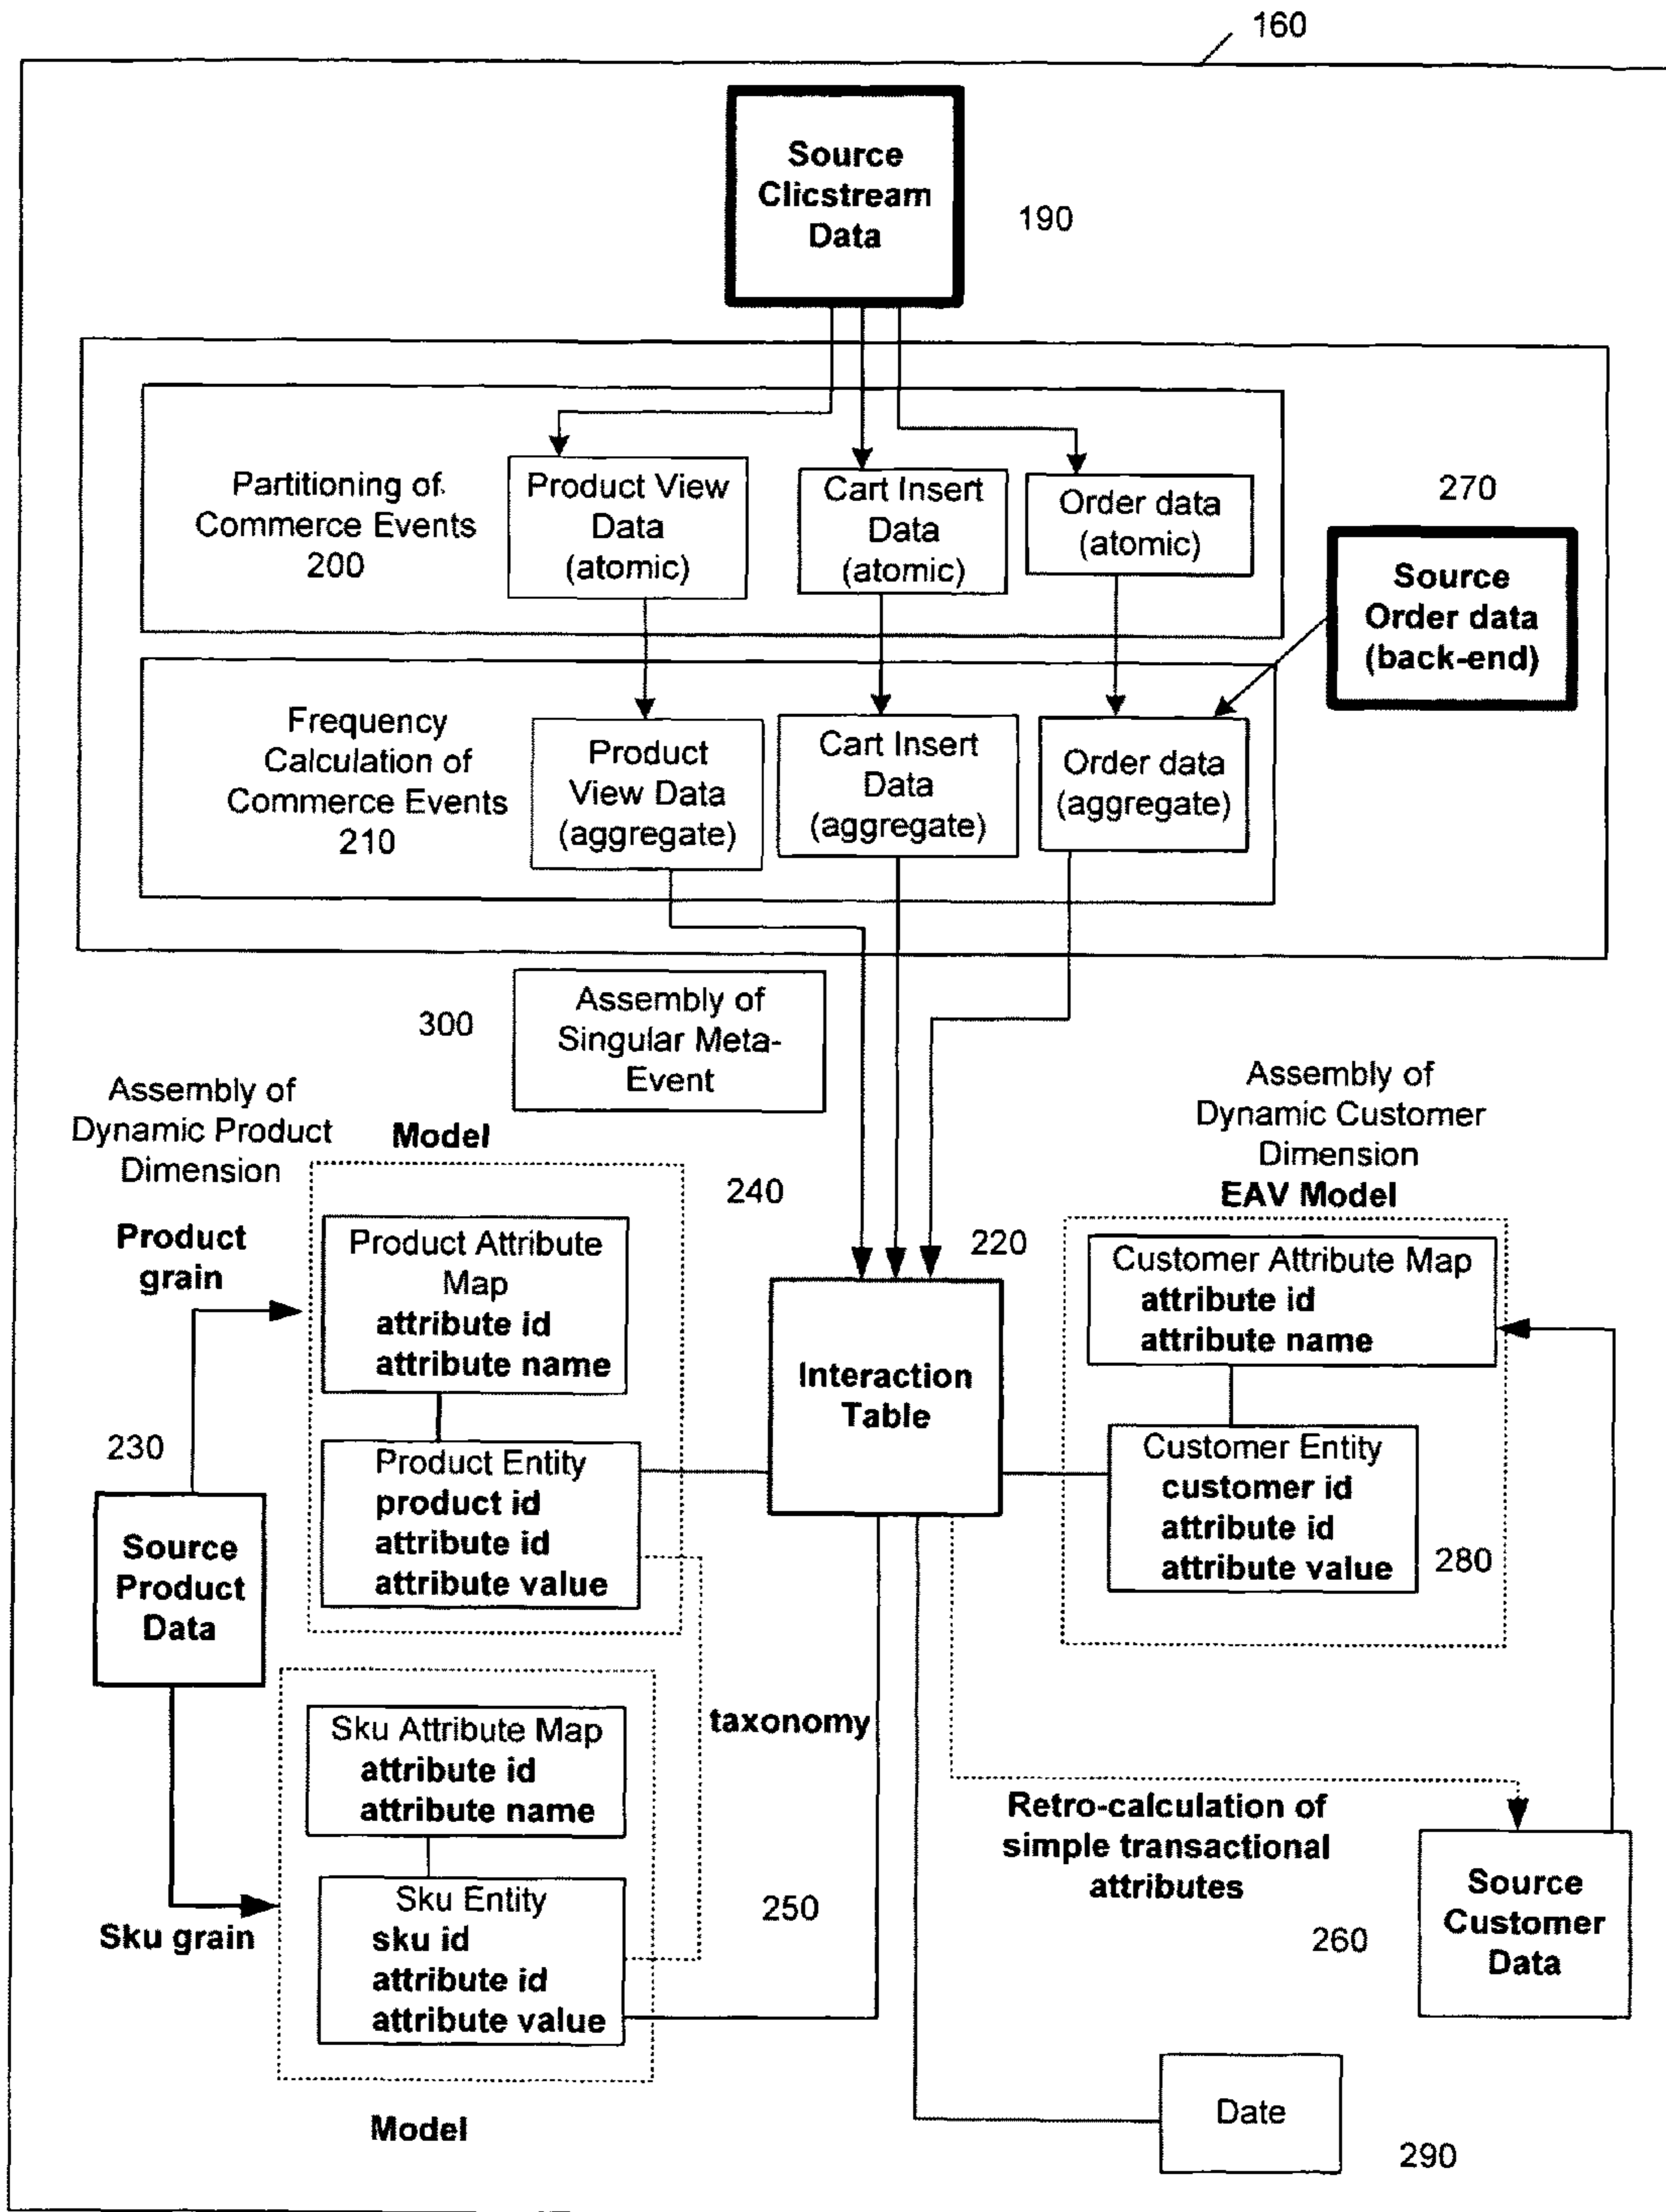 160
Source
Clicstream
Data
190
Partitioning of
Commerce Events
200
Product View
Data
(atomic)
Cart Insert
Data
(atomic)
Order data
(atomic)
270
Source
Order data
(back-end)
Frequency
Calculation of
Commerce Events
210
Product
View Data
(aggregate)
Cart Insert
Data
(aggregate)
Order data
(aggregate)
300
Assembly of
Singular Meta-
Event
Assembly of
Dynamic Product
Dimension
Model
240
Product
grain
Product Attribute
Map
attribute id
attribute name
220
Interaction
Table
Assembly of
Dynamic Customer
Dimension
EAV Model
Customer Attribute Map
attribute id
attribute name
230
Source
Product
Data
Product Entity
product id
attribute id
attribute value
Customer Entity
customer id
attribute id
attribute value
280
taxonomy
Sku Attribute Map
attribute id
attribute name
Retro-calculation of
simple transactional
attributes
Sku grain
Sku Entity
sku id
attribute id
attribute value
250
260
Source
Customer
Data
Model
Date
290